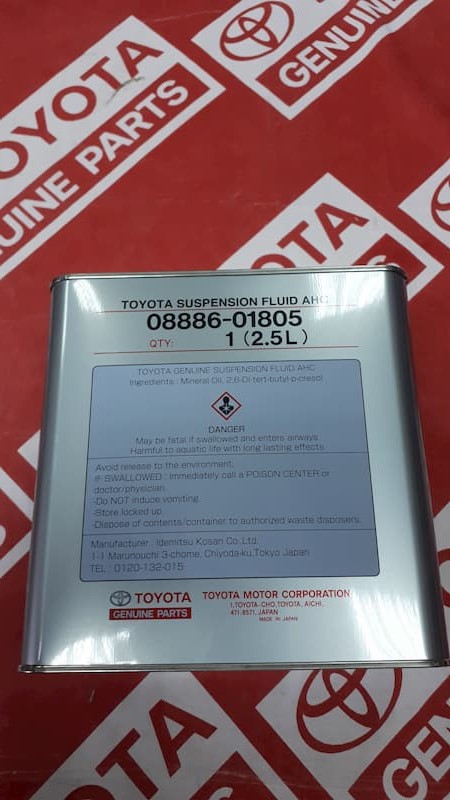 TOYOTA
GENUINE PARTS
TOYOTA
GENUINE
TOYOTA SUSPENSION FLUID AHC
08886-01805
QTY: 1 (2.5L)
TOYOTA GENUINE SUSPENSION FLUID AHC
Ingredients : Mineral Oil, 2,6-Di-tert-butyl-p-cresol
DANGER
May be fatal if swallowed and enters airways.
Harmful to aquatic life with long lasting effects.
Avoid release to the environment.
IF SWALLOWED : Immediately call a POISON CENTER or
doctor/physician.
-Do NOT induce vomiting.
-Store locked up.
-Dispose of contents/container to authorized waste disposers.
Manufacturer : Idemitsu Kosan Co.,Ltd.
1-1 Marunouchi 3-chome, Chiyoda-ku,Tokyo Japan
TEL 0120-132-015
TOYOTA
GENUINE PARTS
TOYOTA MOTOR CORPORATION
1,TOYOTA-CHO,TOYOTA, AICHI,
471-8571, JAPAN
MADE IN JAPAN
TOYOTA
PARTS
GENUINE